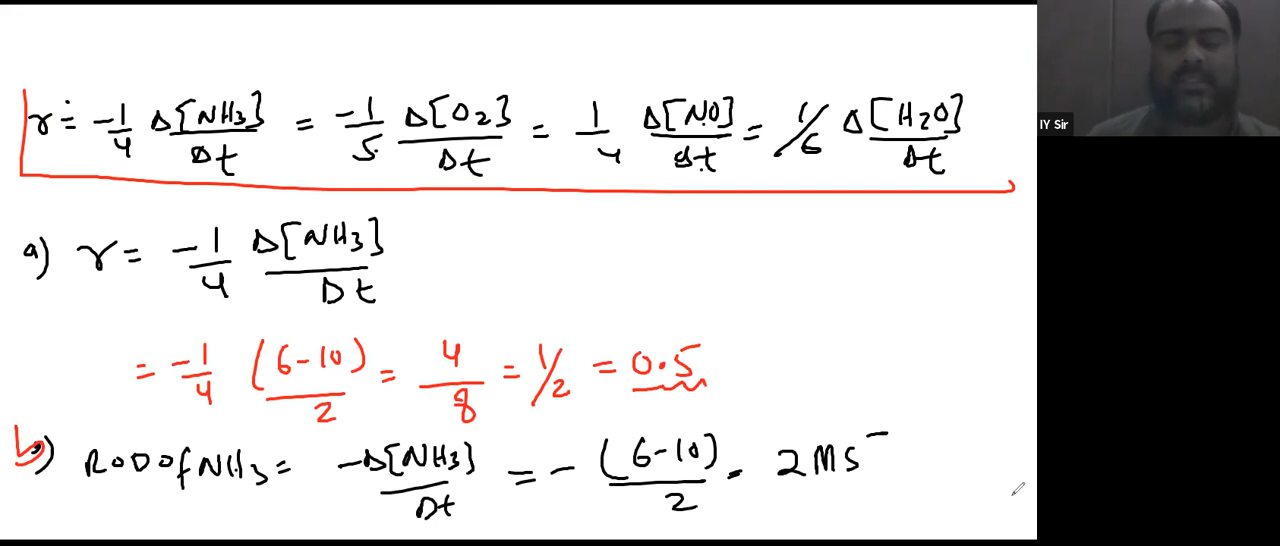 r = -1/4 Δ[NH3]/Δt = -1/5 Δ[O2]/Δt = 1/4 Δ[NO]/Δt = 1/6 Δ[H2O]/Δt
IY Sir
a) r = -1/4 Δ[NH3]/Δt
= -1/4 (6-10)/2 = 4/8 = 1/2 = 0.5
b) RODOfNH3 = -Δ[NH3]/Δt = - (6-10)/2 = 2MS⁻